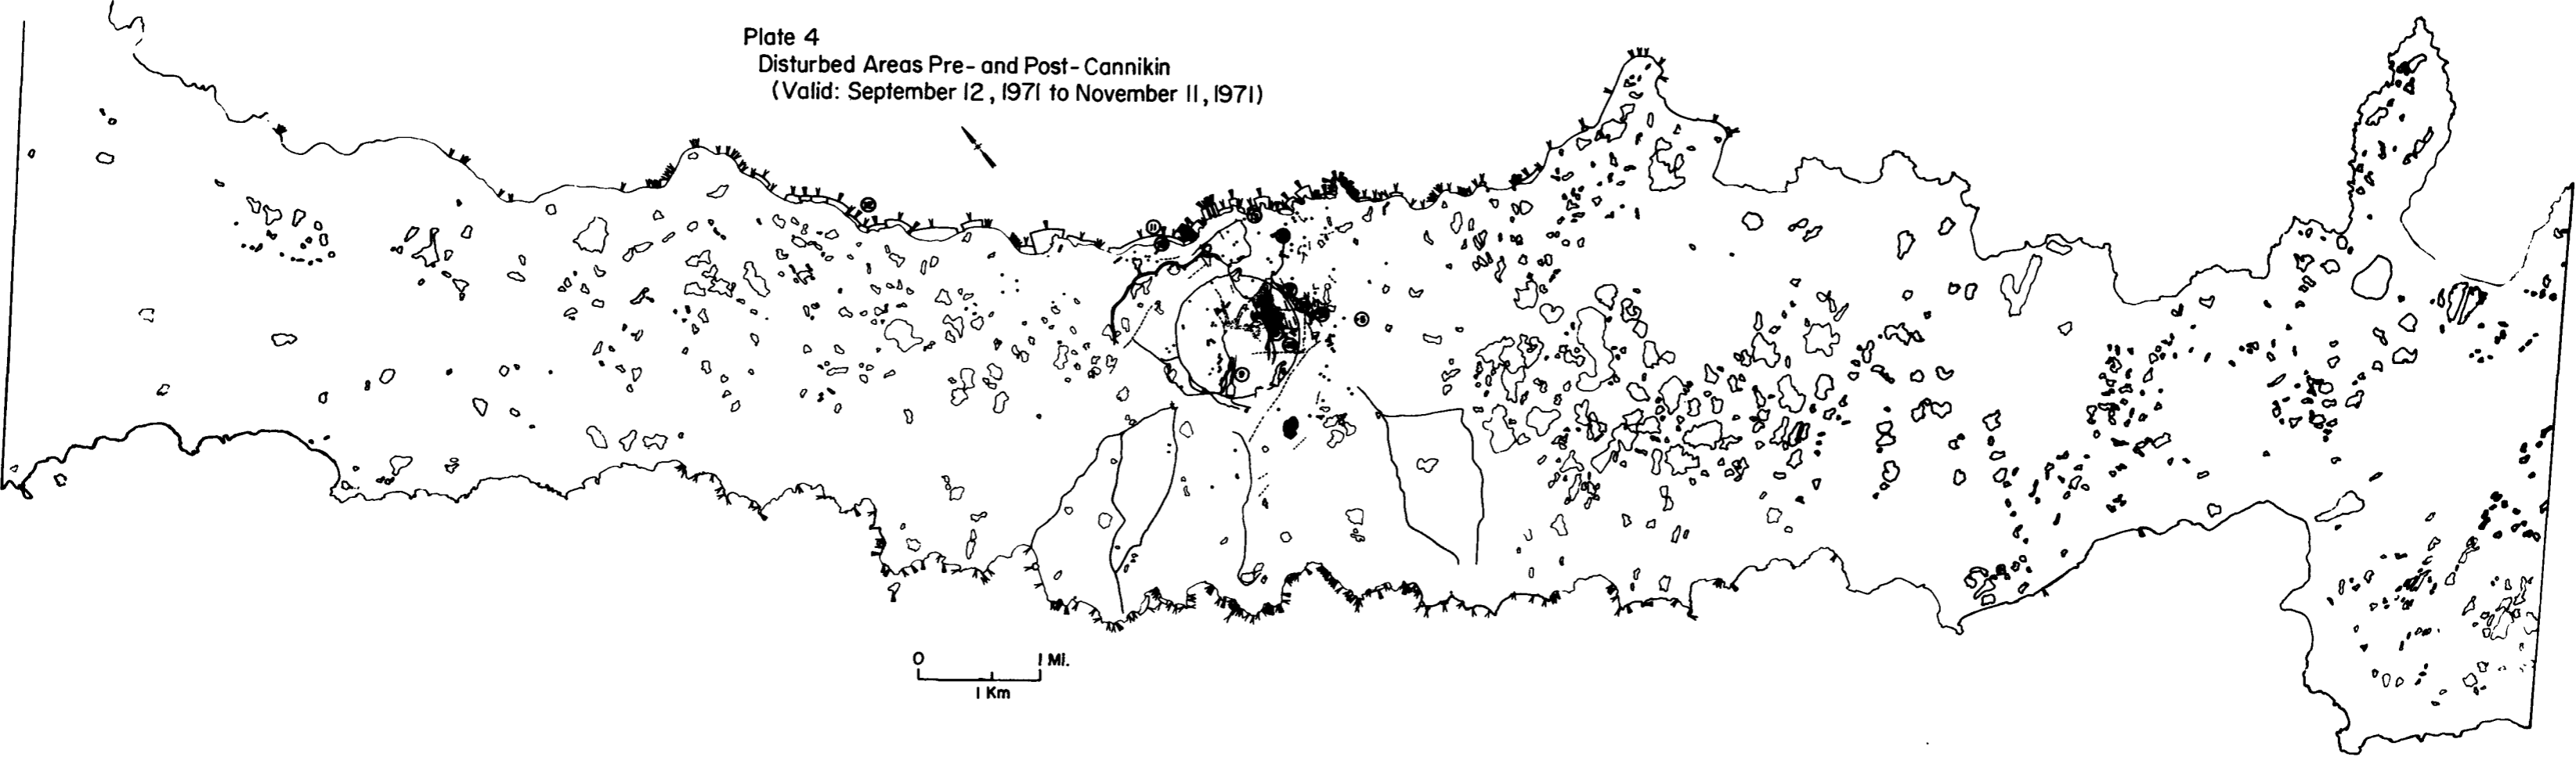 Plate 4
Disturbed Areas Pre- and Post-Cannikin
(Valid: September 12, 1971 to November 11, 1971)
11
0 1 Mi.
1 Km